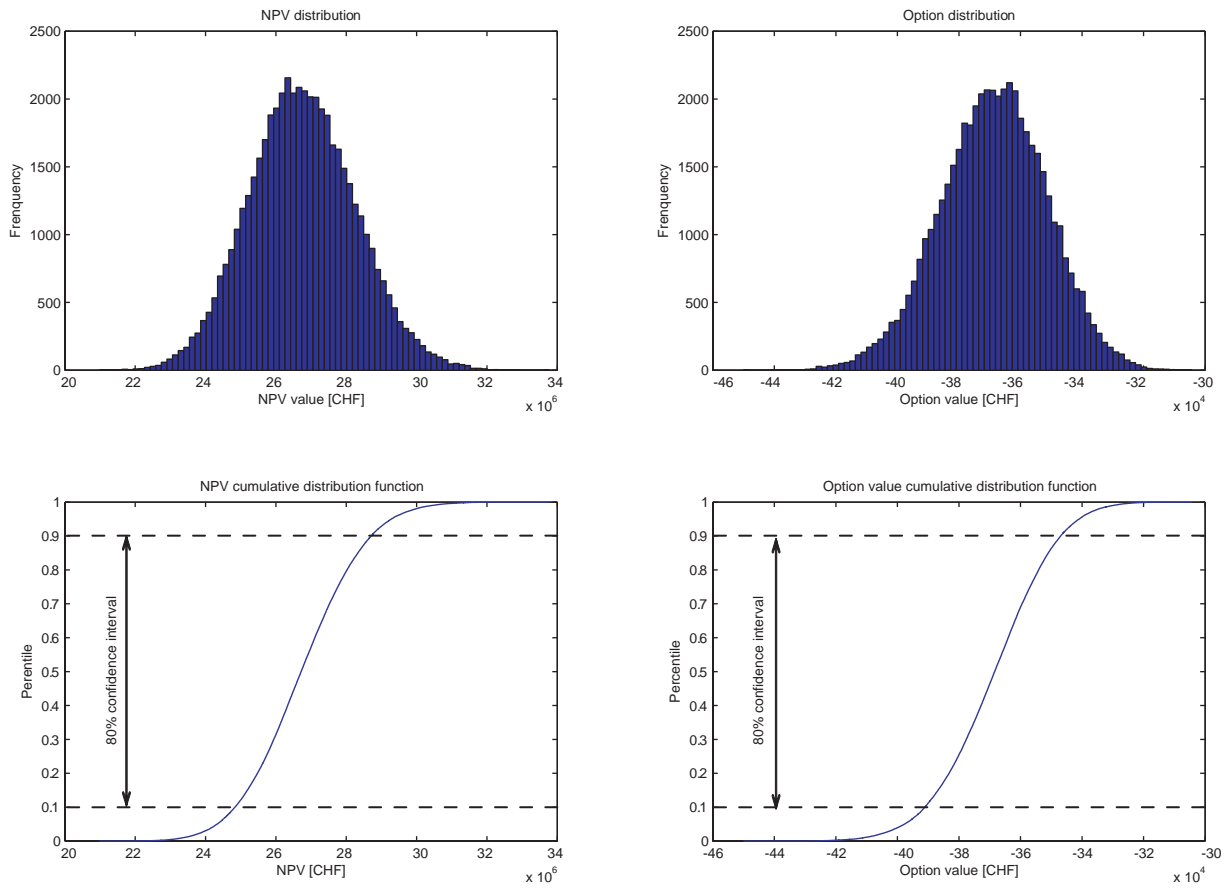 NPV distribution
2500
2000
1500
1000
500
0
Frenquency
20 22 24 26 28 30 32 34
NPV value [CHF]
x 10^6
Option distribution
2500
2000
1500
1000
500
0
Frenquency
-46 -44 -42 -40 -38 -36 -34 -32 -30
Option value [CHF]
x 10^4
NPV cumulative distribution function
1
0.9
0.8
0.7
0.6
0.5
0.4
0.3
0.2
0.1
0
Perentile
80% confidence interval
20 22 24 26 28 30 32 34
NPV [CHF]
x 10^6
Option value cumulative distribution function
1
0.9
0.8
0.7
0.6
0.5
0.4
0.3
0.2
0.1
0
Percentile
80% confidence interval
-46 -44 -42 -40 -38 -36 -34 -32 -30
Option value [CHF]
x 10^4